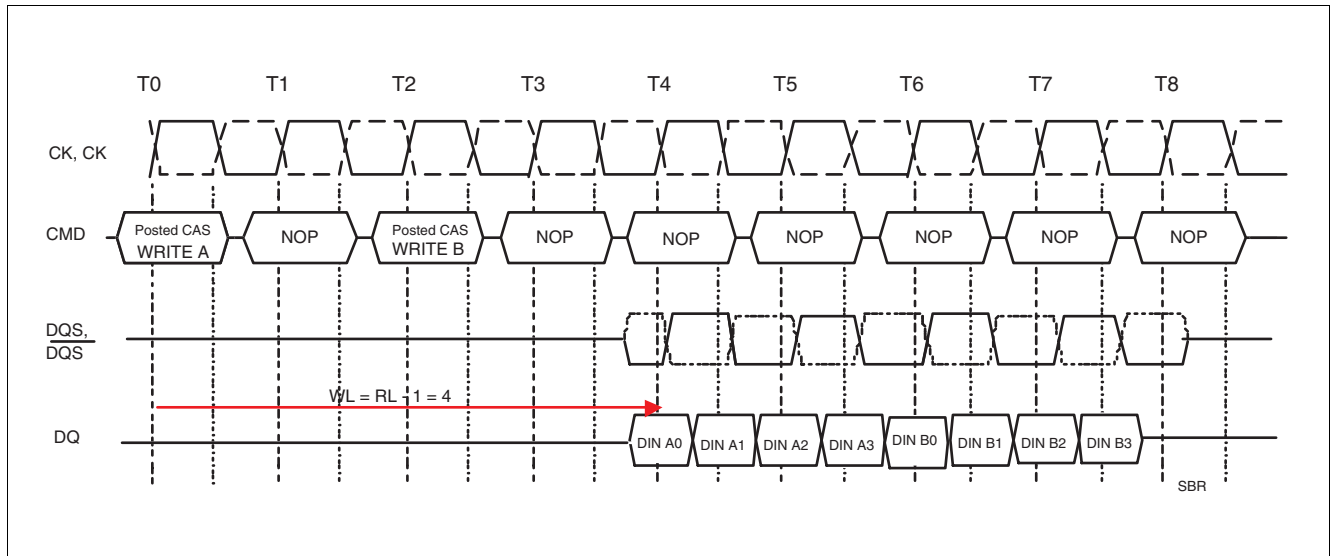 T0 T1 T2 T3 T4 T5 T6 T7 T8
CK, CK
CMD
Posted CAS
WRITE A
NOP
Posted CAS
WRITE B
NOP
NOP
NOP
NOP
NOP
NOP
DQS,
DQS
WL = RL - 1 = 4
DQ
DIN A0 DIN A1 DIN A2 DIN A3 DIN B0 DIN B1 DIN B2 DIN B3
SBR